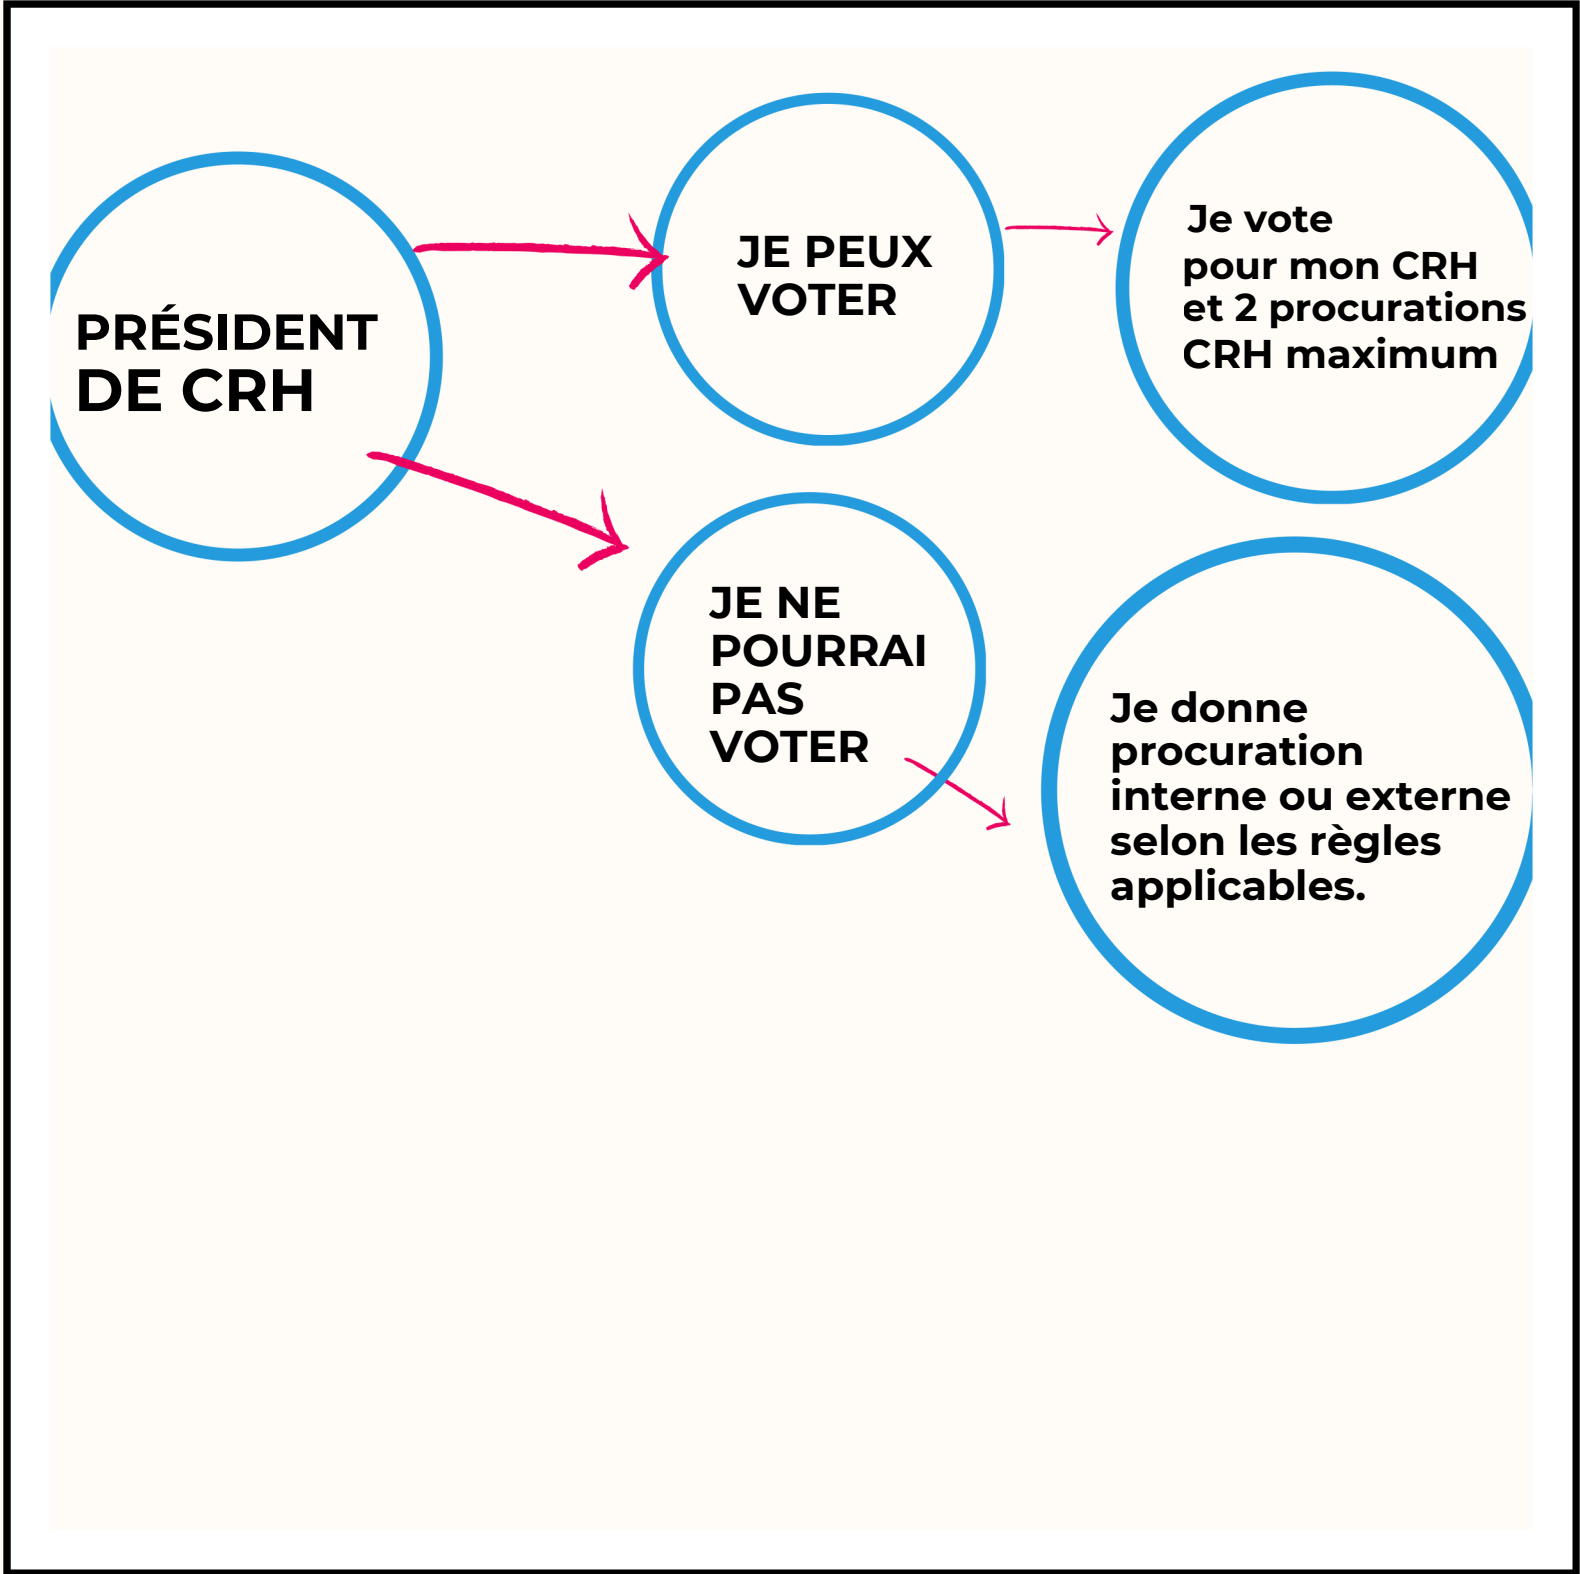 PRÉSIDENT
DE CRH
JE PEUX
VOTER
Je vote
pour mon CRH
et 2 procurations
CRH maximum
JE NE
POURRAI
PAS
VOTER
Je donne
procuration
interne ou externe
selon les règles
applicables.